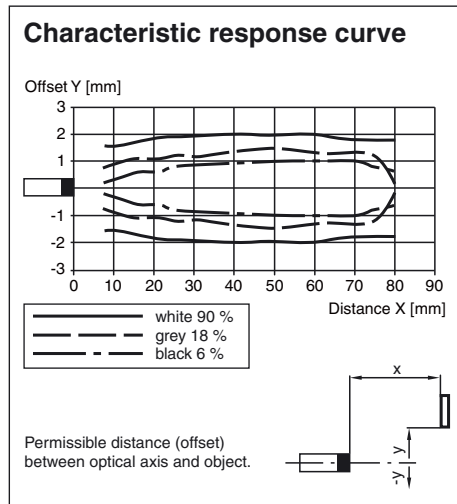 Characteristic response curve
Offset Y [mm]
3
2
1
0
-1
-2
-3
0 10 20 30 40 50 60 70 80 90
Distance X [mm]
white 90 %
grey 18 %
black 6 %
x
y
-y
Permissible distance (offset)
between optical axis and object.